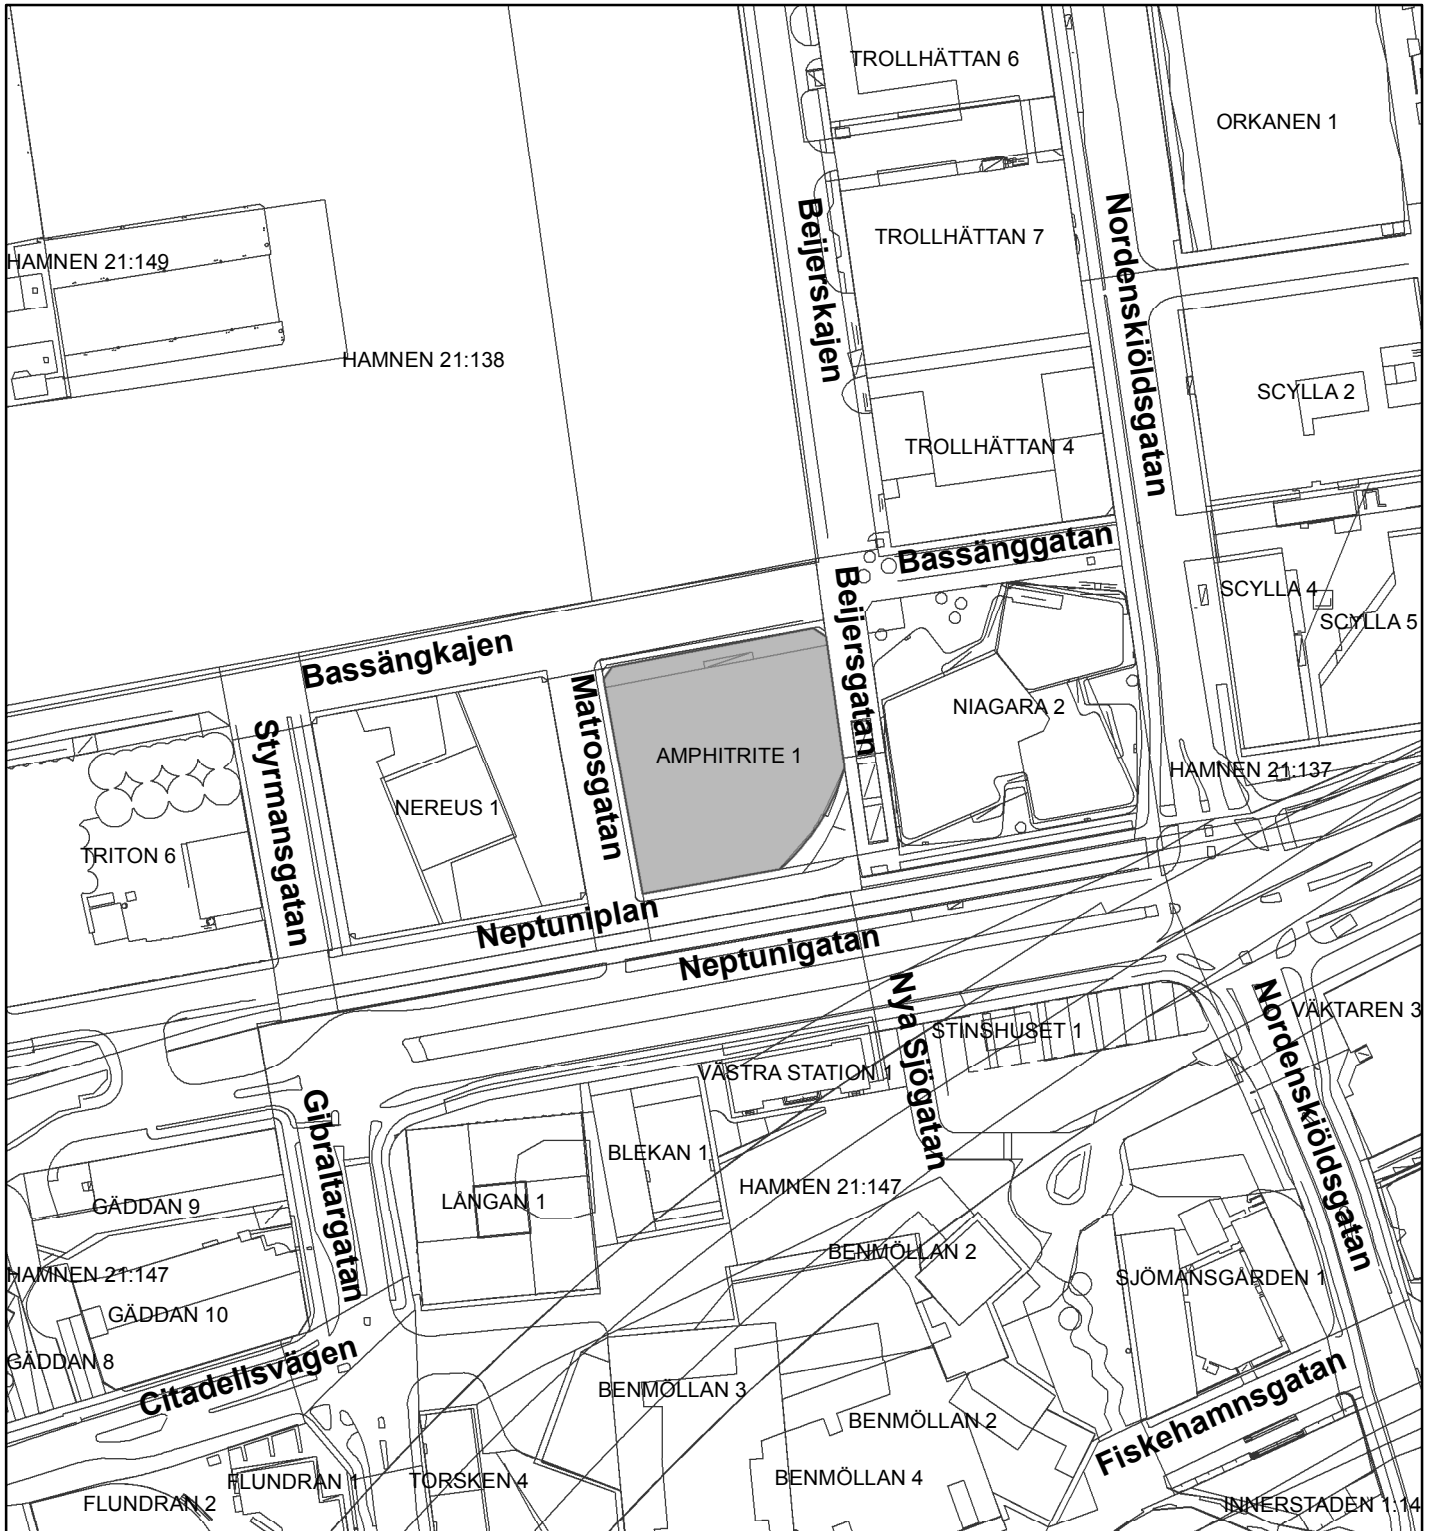 TROLLHÄTTAN 6
ORKANEN 1
Beijerskajen
Nordenskiöldsgatan
TROLLHÄTTAN 7
HAMNEN 21:149
HAMNEN 21:138
SCYLLA 2
TROLLHÄTTAN 4
Bassänggatan
Beijersgatan
SCYLLA 4
SCYLLA 5
Bassängkajen
Matrosgatan
NIAGARA 2
Styrmansgatan
AMPHITRITE 1
HAMNEN 21:137
NEREUS 1
TRITON 6
Neptuniplan
Neptunigatan
Nya Sjögatan
Nordenskiöldsgatan
VÄKTAREN 3
STINSHUSET 1
VÄSTRA STATION 1
Gibraltargatan
BLEKAN 1
HAMNEN 21:147
LÅNGAN 1
GÄDDAN 9
BENMÖLLAN 2
HAMNEN 21:147
SJÖMANSGÅRDEN 1
GÄDDAN 10
GÄDDAN 8
Citadellsvägen
BENMÖLLAN 3
Fiskehamnsgatan
BENMÖLLAN 2
FLUNDRAN 1
TORSKEN 4
BENMÖLLAN 4
FLUNDRAN 2
INNERSTADEN 1:14